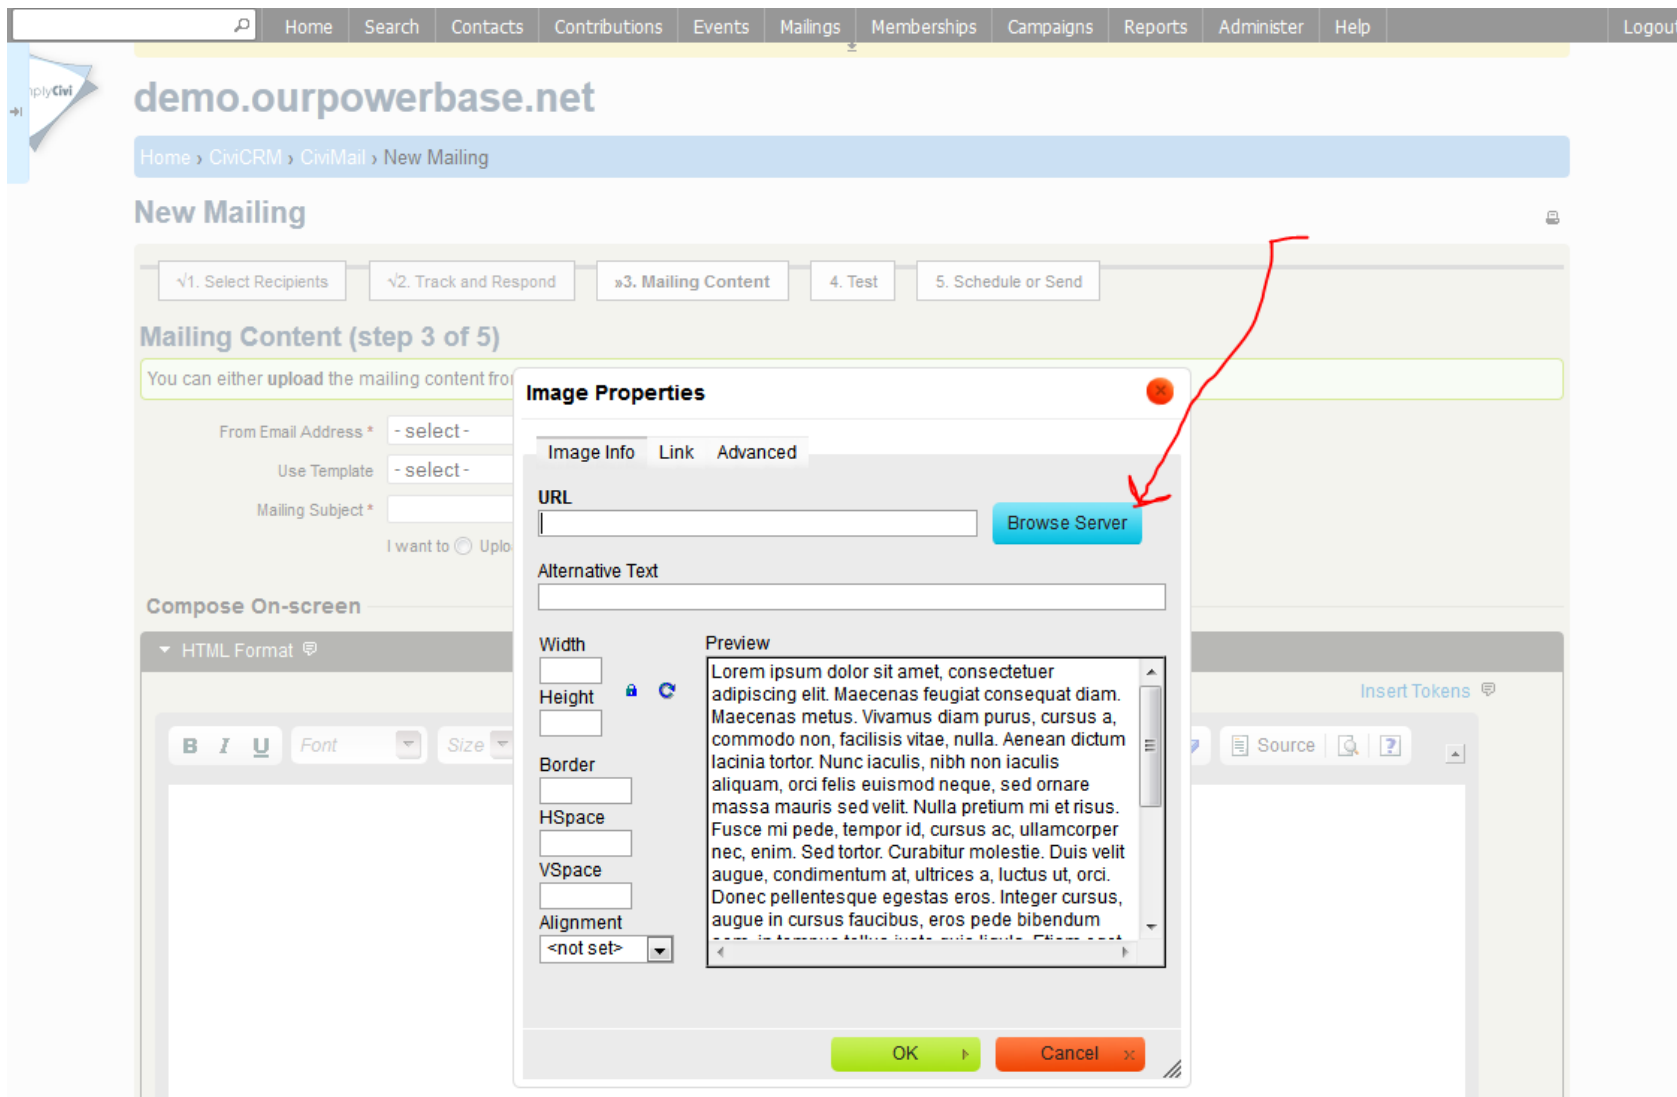 Home Search Contacts Contributions Events Mailings Memberships Campaigns Reports Administer Help
mplyCivi
demo.ourpowerbase.net
Home › CiviCRM › CiviMail › New Mailing
New Mailing
√1. Select Recipients √2. Track and Respond »3. Mailing Content 4. Test 5. Schedule or Send
Mailing Content (step 3 of 5)
You can either upload the mailing content
From Email Address * - select -
Use Template - select -
Mailing Subject *
I want to
Image Properties
Image Info Link Advanced
URL
Browse Server
Alternative Text
Width
Height
Border
HSpace
VSpace
Alignment
<not set>
Preview
Lorem ipsum dolor sit amet, consectetuer
adipiscing elit. Maecenas feugiat consequat diam.
Maecenas metus. Vivamus diam purus, cursus a,
commodo non, facilisis vitae, nulla. Aenean dictum
lacinia tortor. Nunc iaculis, nibh non iaculis
aliquam, orci felis euismod neque, sed ornare
massa mauris sed velit. Nulla pretium mi et risus.
Fusce mi pede, tempor id, cursus ac, ullamcorper
nec, enim. Sed tortor. Curabitur molestie. Duis velit
augue, condimentum at, ultrices a, luctus ut, orci.
Donec pellentesque egestas eros. Integer cursus,
augue in cursus faucibus, eros pede bibendum
OK Cancel
Compose On-screen
HTML Format
Insert Tokens
B I U Font Size Source